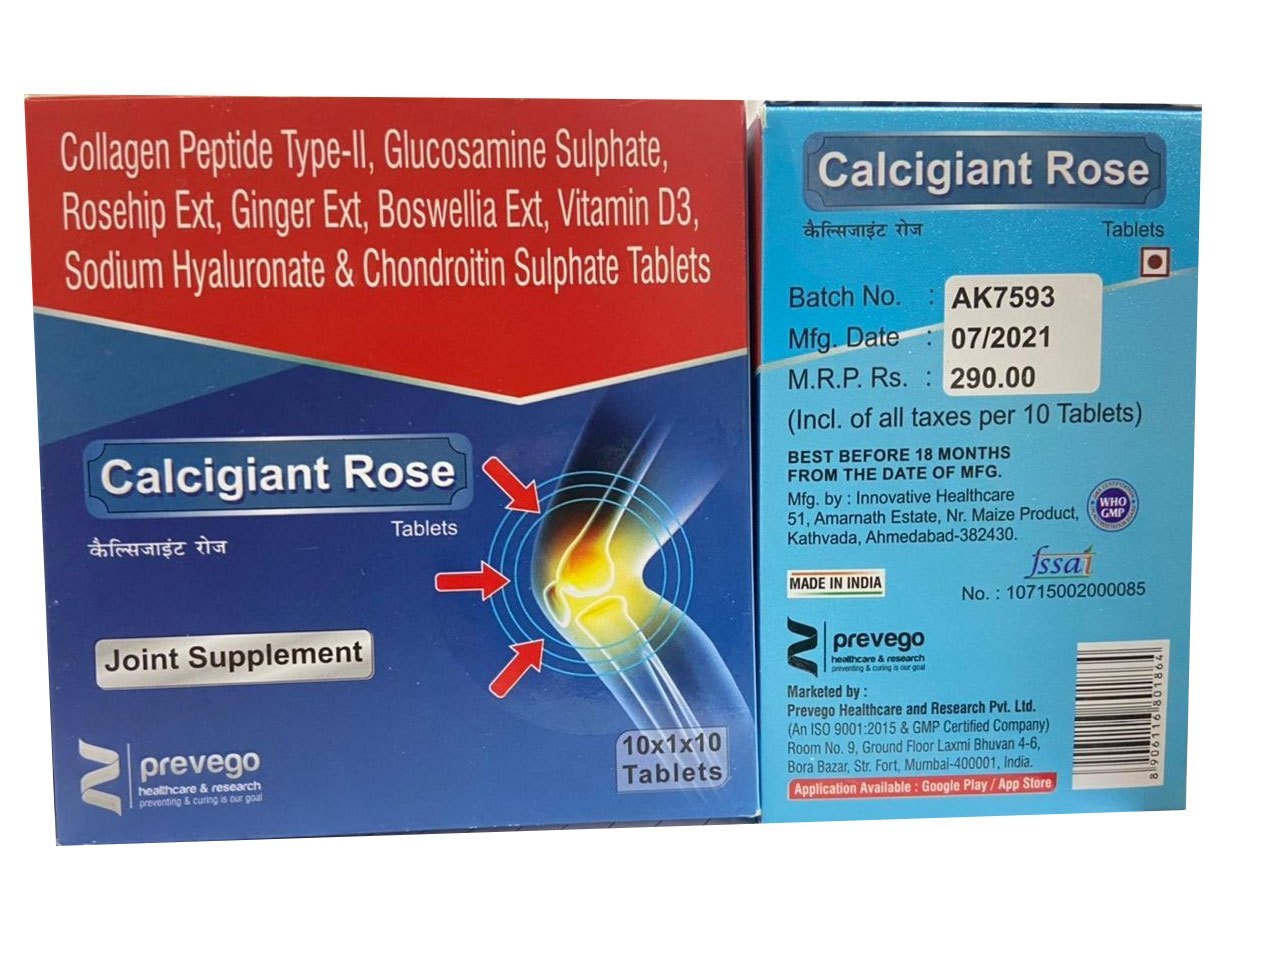 Collagen Peptide Type-II, Glucosamine Sulphate,
Rosehip Ext, Ginger Ext, Boswellia Ext, Vitamin D3,
Sodium Hyaluronate & Chondroitin Sulphate Tablets
Calcigiant Rose
Tablets
कैल्सिजाइंट रोज
Joint Supplement
prevego
healthcare & research
preventing & curing is our goal
10x1x10
Tablets
Calcigiant Rose
कैल्सिजाइंट रोज Tablets
Batch No. : AK7593
Mfg. Date : 07/2021
M.R.P. Rs. : 290.00
(Incl. of all taxes per 10 Tablets)
BEST BEFORE 18 MONTHS
FROM THE DATE OF MFG.
Mfg. by : Innovative Healthcare
51, Amarnath Estate, Nr. Maize Product,
Kathvada, Ahmedabad-382430.
WHO
GMP
fssai
No. : 10715002000085
MADE IN INDIA
prevego
healthcare & research
preventing & curing is our goal
Marketed by :
Prevego Healthcare and Research Pvt. Ltd.
(An ISO 9001:2015 & GMP Certified Company)
Room No. 9, Ground Floor Laxmi Bhuvan 4-6,
Bora Bazar, Str. Fort, Mumbai-400001, India.
Application Available : Google Play / App Store
8 906116 801864